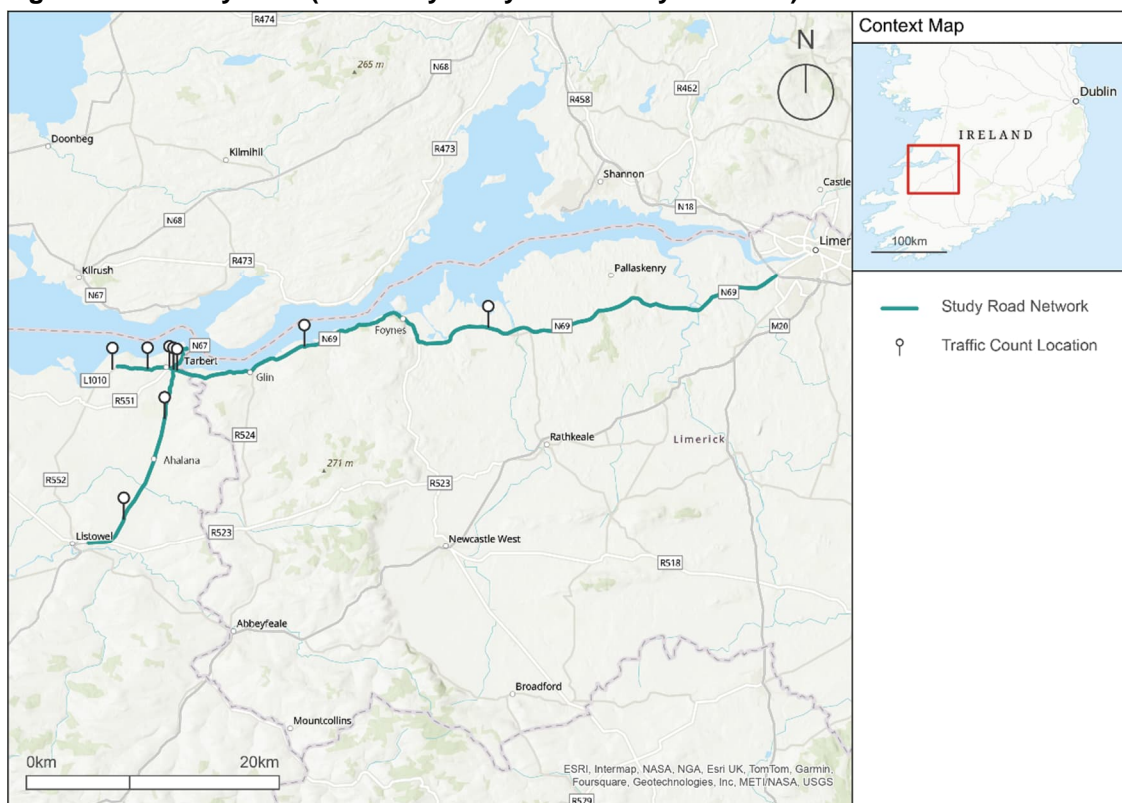 R474
265 m
N68
R458
R462
N
Doonbeg
Kilmihil
R473
Shannon
Castle
N68
N18
Limer
R473
Kilrush
Pallaskenry
N67
N69
M20
Foynes
N69
N69
N67
Tarbert
L1010
Glin
R551
R524
Rathkeale
Limerick
Ahalana
271 m
R552
R523
R523
Listowel
Newcastle West
R518
Abbeyfeale
Broadford
Mountcollins
0km
20km
ESRI, Intermap, NASA, NGA, Esri UK, TomTom, Garmin,
Foursquare, Geotechnologies, Inc, METI/NASA, USGS
R579
Context Map
Dublin
IRELAND
100km
Study Road Network
Traffic Count Location